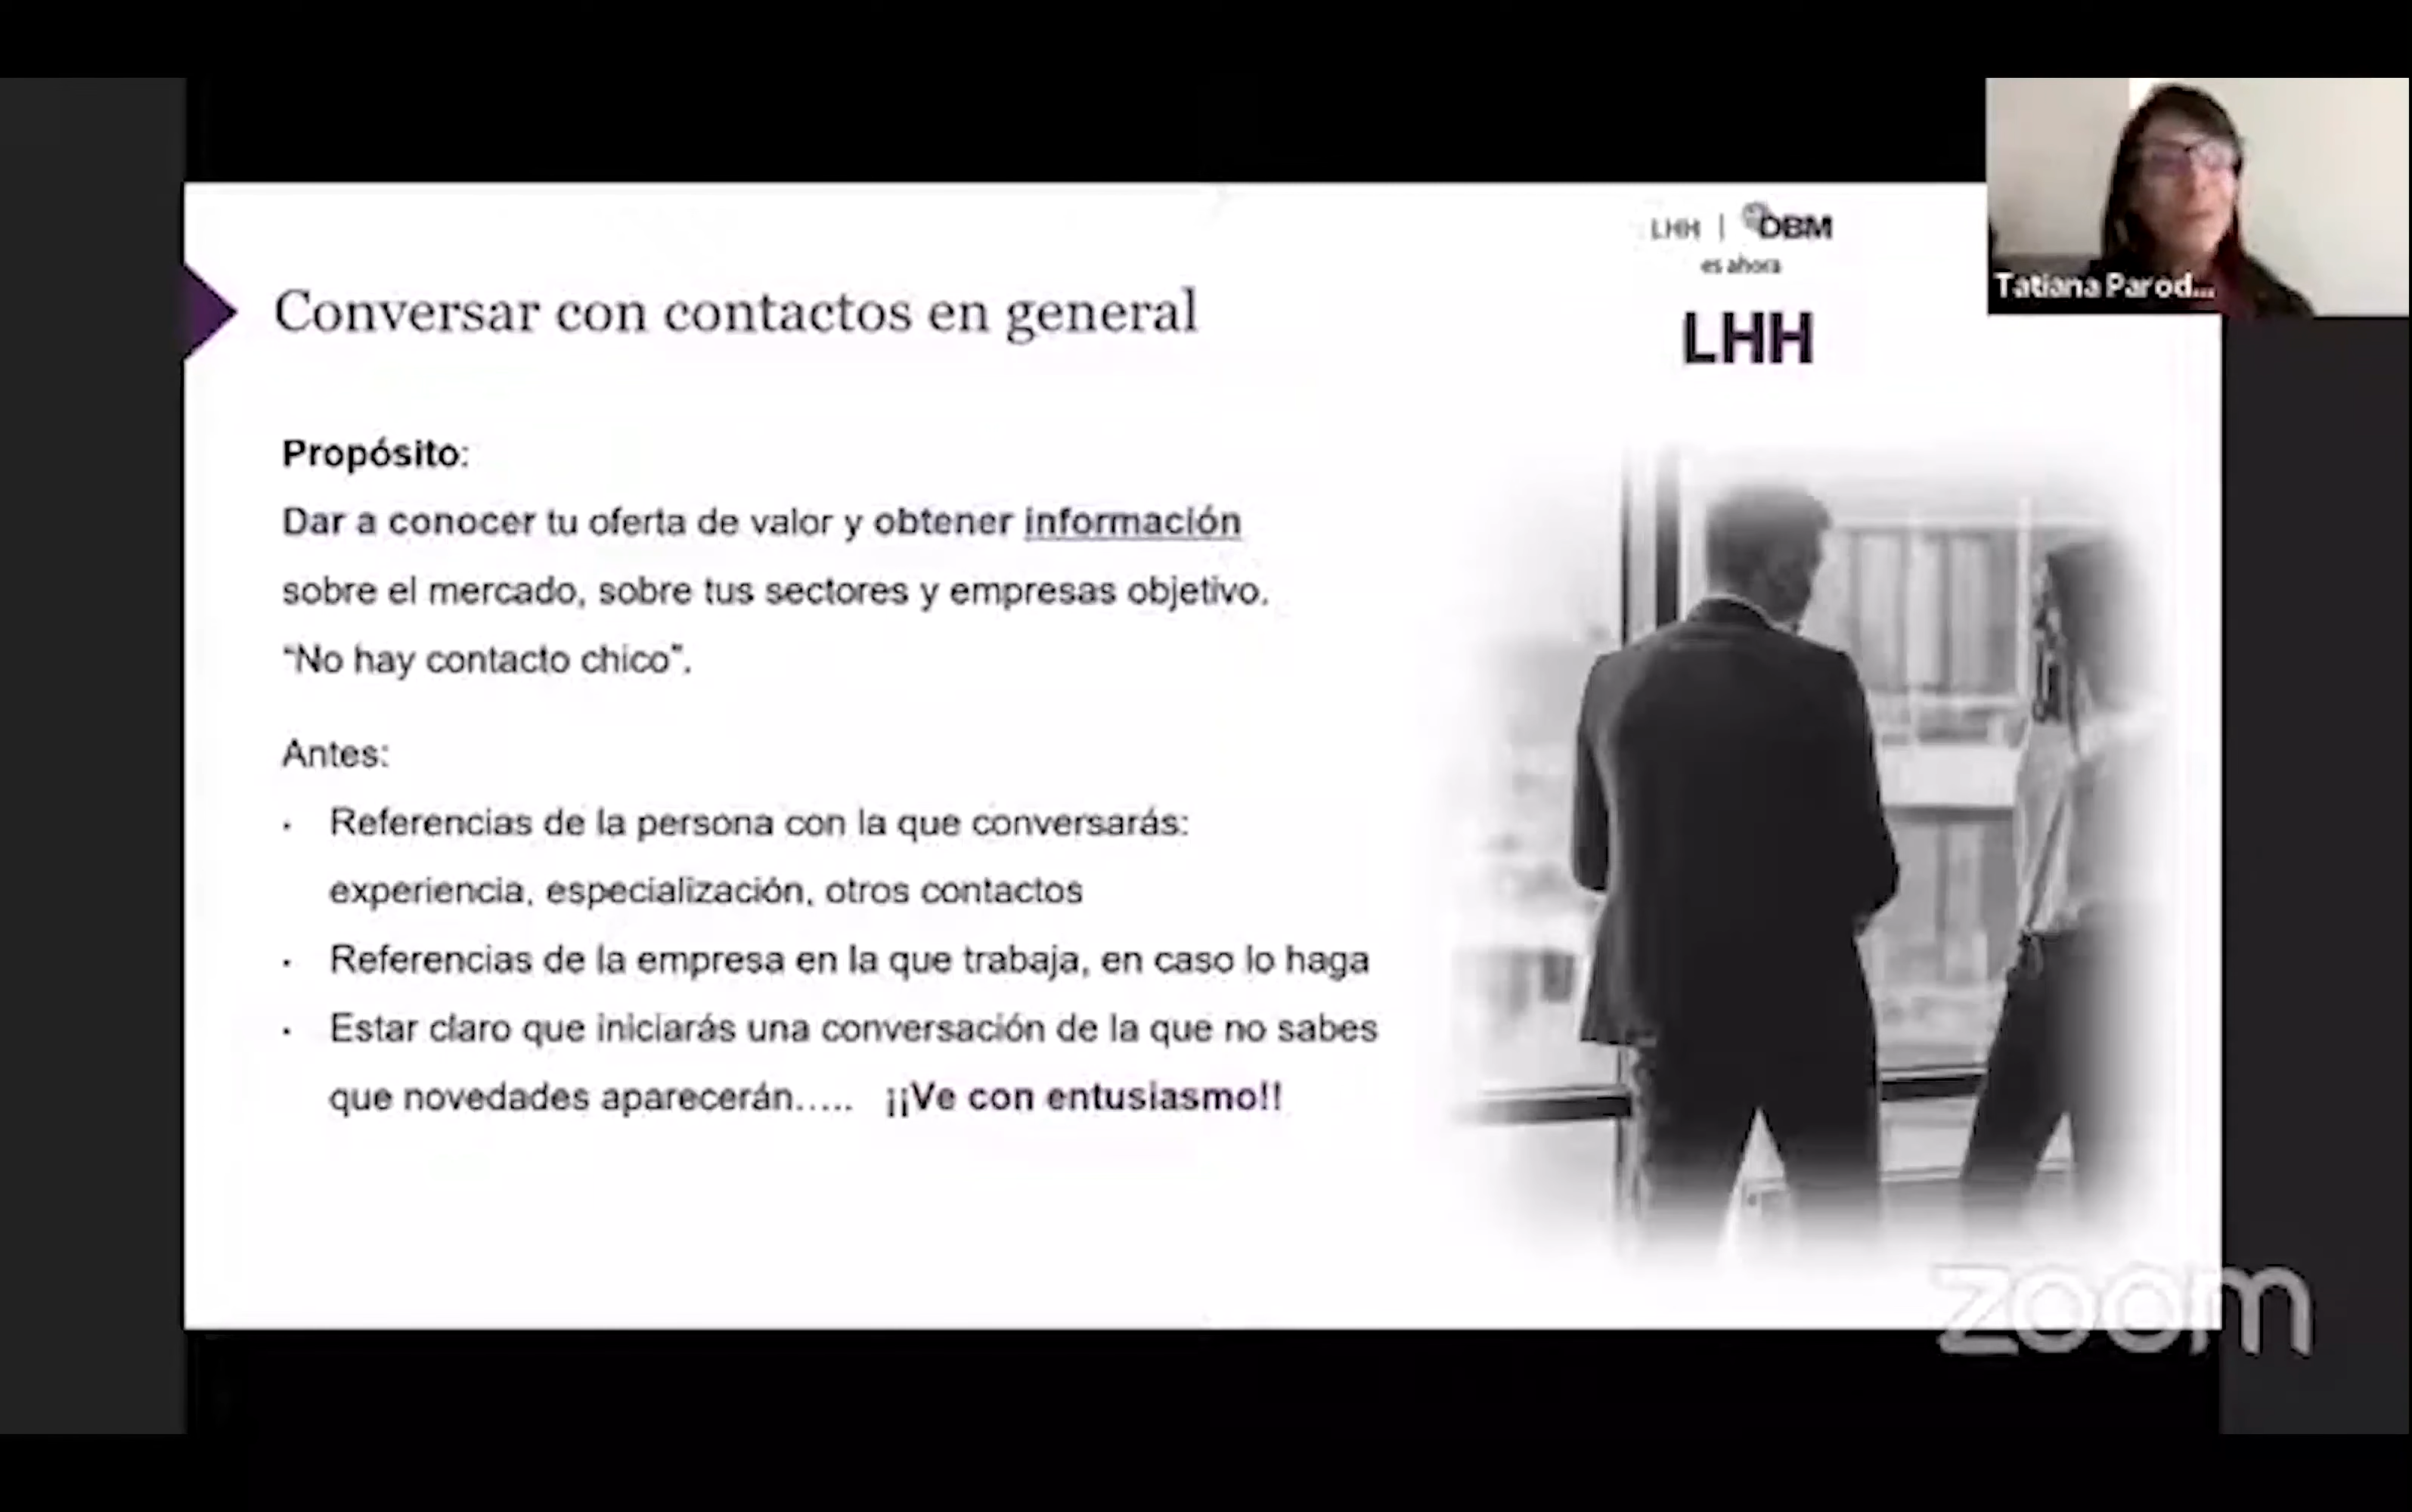 LHH | DBM
es ahora
LHH
Tatiana Parod...
Conversar con contactos en general
Propósito:
Dar a conocer tu oferta de valor y obtener información
sobre el mercado, sobre tus sectores y empresas objetivo.
“No hay contacto chico”.
Antes:
· Referencias de la persona con la que conversarás:
experiencia, especialización, otros contactos
· Referencias de la empresa en la que trabaja, en caso lo haga
· Estar claro que iniciarás una conversación de la que no sabes
que novedades aparecerán..... ¡¡Ve con entusiasmo!!
zoom